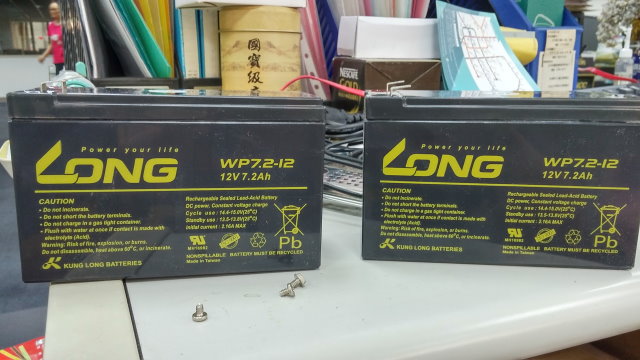 國寶級
NESCAFÉ
Power your life
LONG
WP7.2-12
12V 7.2Ah
CAUTION
• Do not incinerate.
• Do not short the battery terminals.
• Do not charge in a gas tight container.
• Flush with water at once if contact is made with
electrolyte (Acid).
Warning: Risk of fire, explosion, or burns.
Do not disassemble, heat above 60°C, or incinerate.
KUNG LONG BATTERIES
Rechargeable Sealed Lead-Acid Battery
DC power, Constant voltage charge
Cycle use : 14.4-15.0V(25°C)
Standby use : 13.5-13.8V(25°C)
Initial current : 2.16A MAX
MH16982
Pb
NONSPILLABLE BATTERY MUST BE RECYCLED
Made in Taiwan
Power your life
LONG
WP7.2-12
12V 7.2Ah
CAUTION
• Do not incinerate.
• Do not short the battery terminals.
• Do not charge in a gas tight container.
• Flush with water at once if contact is made with
electrolyte (Acid).
Warning: Risk of fire, explosion, or burns.
Do not disassemble, heat above 60°C, or incinerate.
KUNG LONG BATTERIES
Rechargeable Sealed Lead-Acid Battery
DC power, Constant voltage charge
Cycle use : 14.4-15.0V(25°C)
Standby use : 13.5-13.8V(25°C)
Initial current : 2.16A MAX
MH16982
Pb
NONSPILLABLE BATTERY MUST BE RECYCLED
Made in Taiwan